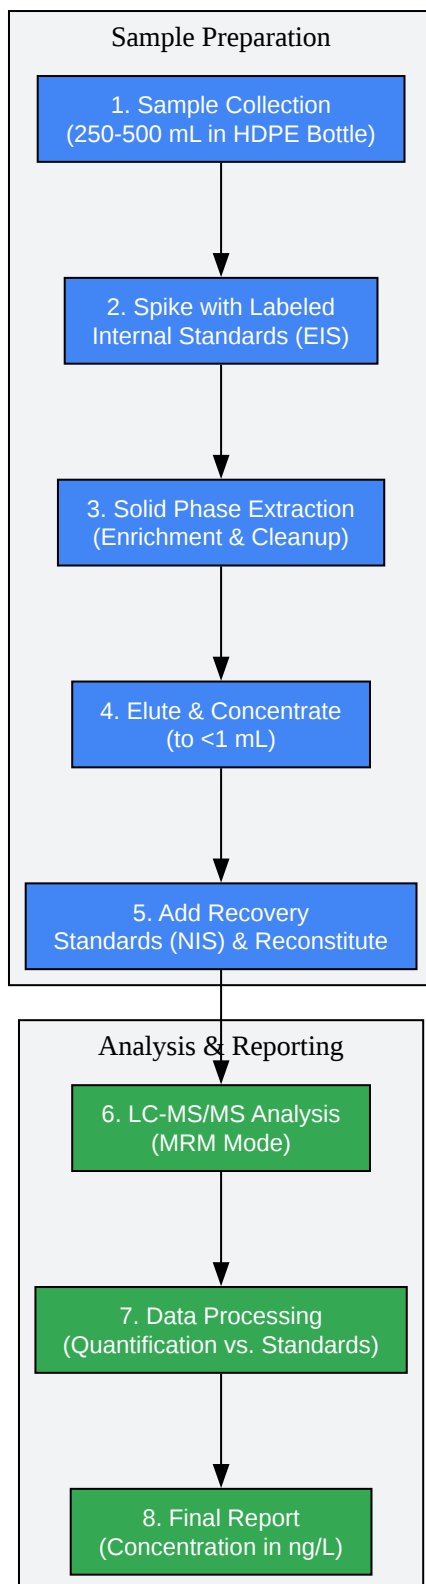 Sample Preparation
1. Sample Collection
(250-500 mL in HDPE Bottle)
2. Spike with Labeled
Internal Standards (EIS)
3. Solid Phase Extraction
(Enrichment & Cleanup)
4. Elute & Concentrate
(to <1 mL)
5. Add Recovery
Standards (NIS) & Reconstitute
Analysis & Reporting
6. LC-MS/MS Analysis
(MRM Mode)
7. Data Processing
(Quantification vs. Standards)
8. Final Report
(Concentration in ng/L)